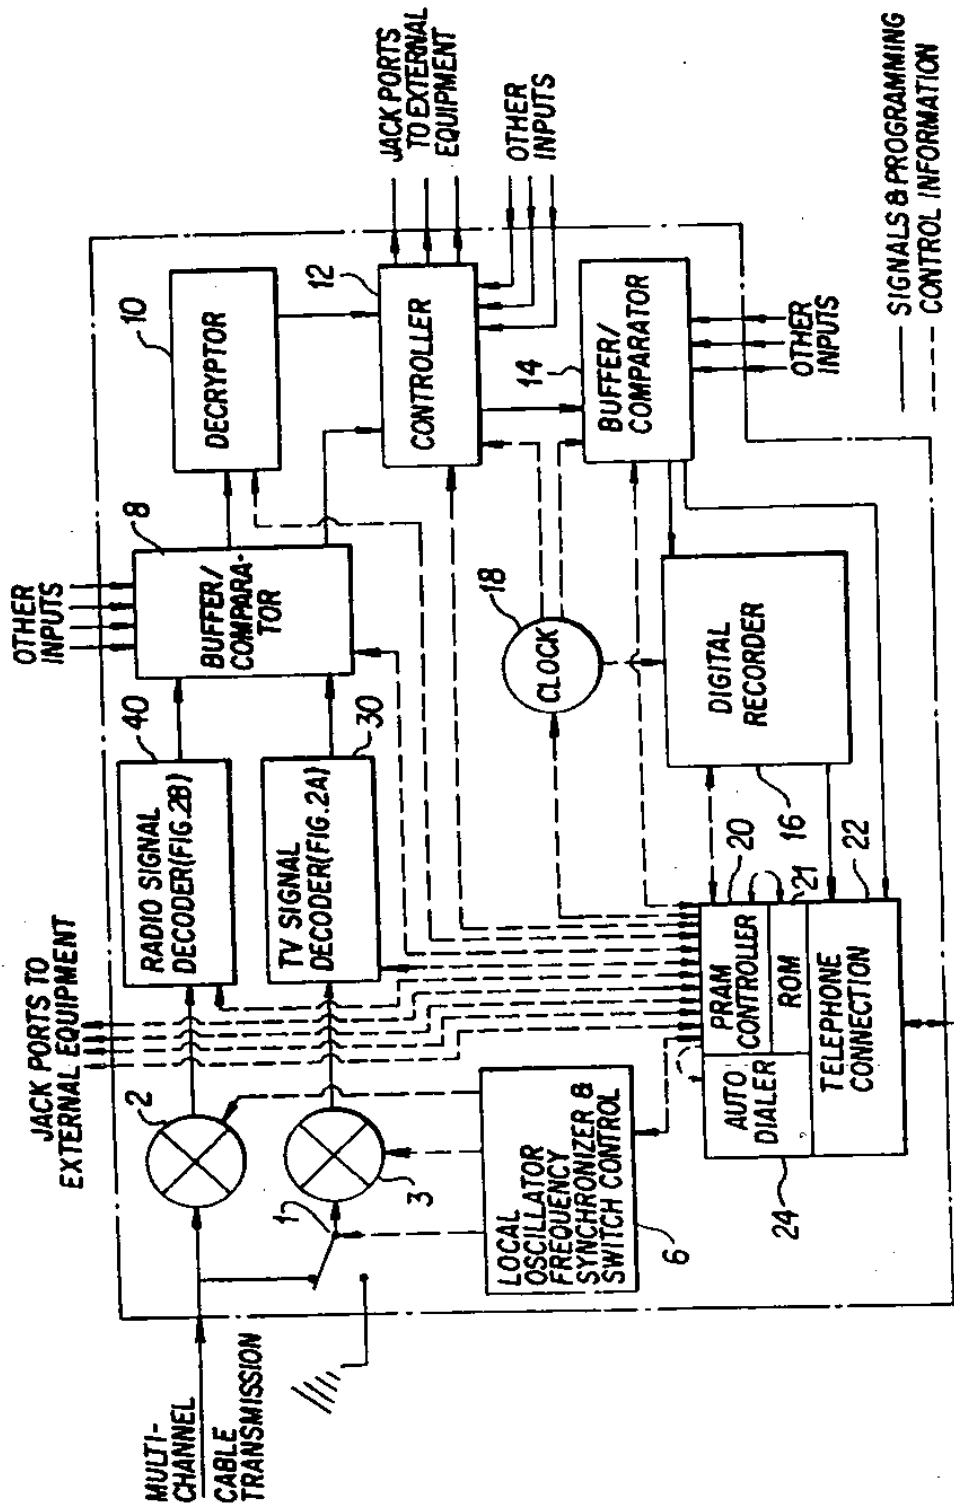 MULTI-
CHANNEL
CABLE
TRANSMISSION
JACK PORTS TO
EXTERNAL EQUIPMENT
OTHER
INPUTS
2
40
RADIO SIGNAL
DECODER(FIG.2B)
8
BUFFER/
COMPARA-
TOR
10
DECRYPTOR
1
3
TV SIGNAL
DECODER(FIG.2A)
30
12
CONTROLLER
JACK PORTS
TO EXTERNAL
EQUIPMENT
OTHER
INPUTS
LOCAL
OSCILLATOR
FREQUENCY
SYNCHRONIZER &
SWITCH CONTROL
6
18
CLOCK
14
BUFFER/
COMPARATOR
OTHER
INPUTS
24
AUTO
DIALER
PRAM
CONTROLLER
20
ROM
21
TELEPHONE
CONNECTION
22
DIGITAL
RECORDER
16
SIGNALS & PROGRAMMING
CONTROL INFORMATION